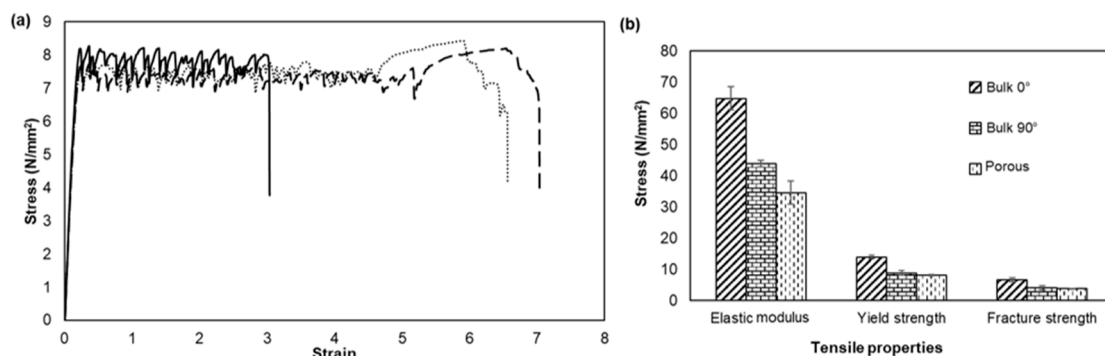 (a)
Stress (N/mm²)
9
8
7
6
5
4
3
2
1
0
0 1 2 3 4 5 6 7 8
Strain
(b)
Stress (N/mm²)
80
70
60
50
40
30
20
10
0
Bulk 0°
Bulk 90°
Porous
Elastic modulus Yield strength Fracture strength
Tensile properties